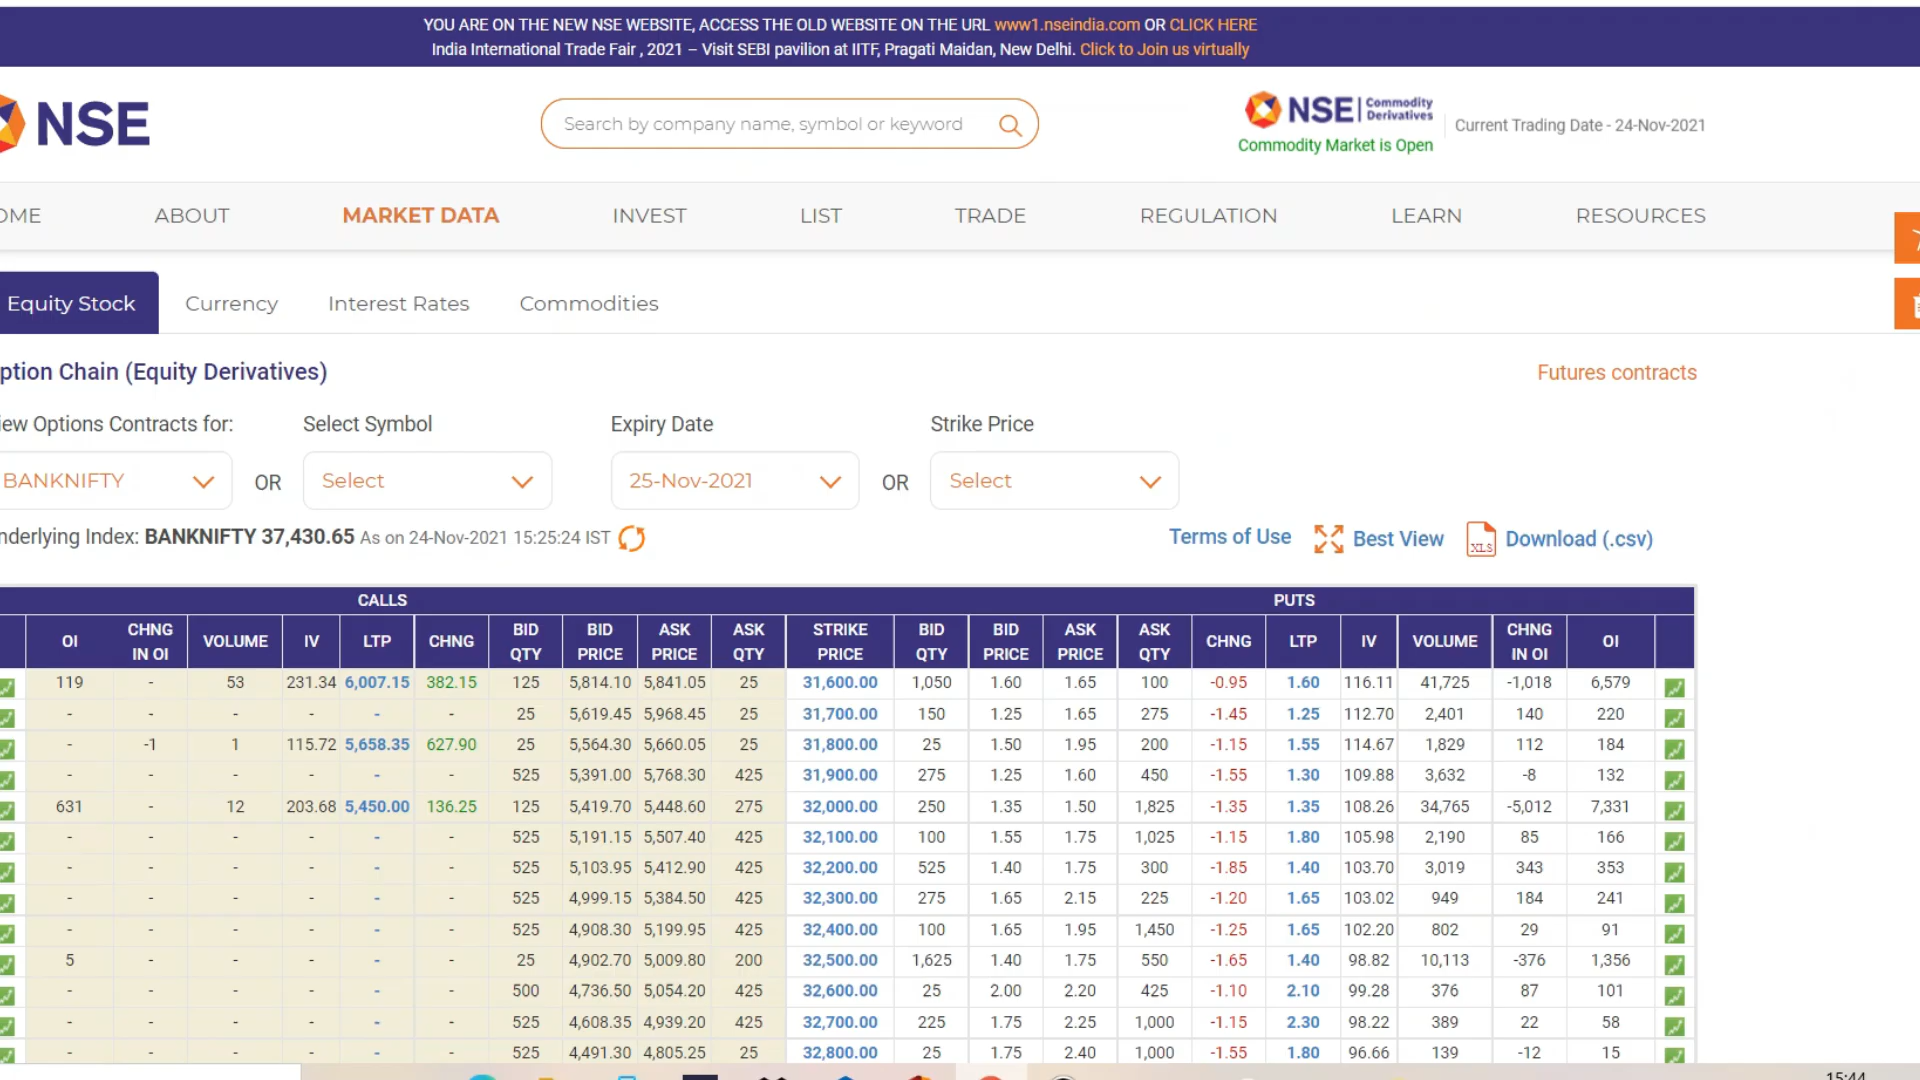 YOU ARE ON THE NEW NSE WEBSITE, ACCESS THE OLD WEBSITE ON THE URL www1.nseindia.com OR CLICK HERE
India International Trade Fair , 2021 – Visit SEBI pavilion at IITF, Pragati Maidan, New Delhi. Click to Join us virtually
NSE
Search by company name, symbol or keyword
NSE | Commodity Derivatives
Commodity Market is Open
Current Trading Date - 24-Nov-2021
OME ABOUT MARKET DATA INVEST LIST TRADE REGULATION LEARN RESOURCES
Equity Stock Currency Interest Rates Commodities
ption Chain (Equity Derivatives) Futures contracts
iew Options Contracts for: Select Symbol Expiry Date Strike Price
BANKNIFTY OR Select 25-Nov-2021 OR Select
nderlying Index: BANKNIFTY 37,430.65 As on 24-Nov-2021 15:25:24 IST Terms of Use Best View XLS Download (.csv)
CALLS PUTS
OI CHNG IN OI VOLUME IV LTP CHNG BID QTY BID PRICE ASK PRICE ASK QTY STRIKE PRICE BID QTY BID PRICE ASK PRICE ASK QTY CHNG LTP IV VOLUME CHNG IN OI OI
119 - 53 231.34 6,007.15 382.15 125 5,814.10 5,841.05 25 31,600.00 1,050 1.60 1.65 100 -0.95 1.60 116.11 41,725 -1,018 6,579
- - - - - - 25 5,619.45 5,968.45 25 31,700.00 150 1.25 1.65 275 -1.45 1.25 112.70 2,401 140 220
- -1 1 115.72 5,658.35 627.90 25 5,564.30 5,660.05 25 31,800.00 25 1.50 1.95 200 -1.15 1.55 114.67 1,829 112 184
- - - - - - 525 5,391.00 5,768.30 425 31,900.00 275 1.25 1.60 450 -1.55 1.30 109.88 3,632 -8 132
631 - 12 203.68 5,450.00 136.25 125 5,419.70 5,448.60 275 32,000.00 250 1.35 1.50 1,825 -1.35 1.35 108.26 34,765 -5,012 7,331
- - - - - - 525 5,191.15 5,507.40 425 32,100.00 100 1.55 1.75 1,025 -1.15 1.80 105.98 2,190 85 166
- - - - - - 525 5,103.95 5,412.90 425 32,200.00 525 1.40 1.75 300 -1.85 1.40 103.70 3,019 343 353
- - - - - - 525 4,999.15 5,384.50 425 32,300.00 275 1.65 2.15 225 -1.20 1.65 103.02 949 184 241
- - - - - - 525 4,908.30 5,199.95 425 32,400.00 100 1.65 1.95 1,450 -1.25 1.65 102.20 802 29 91
5 - - - - - 25 4,902.70 5,009.80 200 32,500.00 1,625 1.40 1.75 550 -1.65 1.40 98.82 10,113 -376 1,356
- - - - - - 500 4,736.50 5,054.20 425 32,600.00 25 2.00 2.20 425 -1.10 2.10 99.28 376 87 101
- - - - - - 525 4,608.35 4,939.20 425 32,700.00 225 1.75 2.25 1,000 -1.15 2.30 98.22 389 22 58
- - - - - - 525 4,491.30 4,805.25 25 32,800.00 25 1.75 2.40 1,000 -1.55 1.80 96.66 139 -12 15
15:44